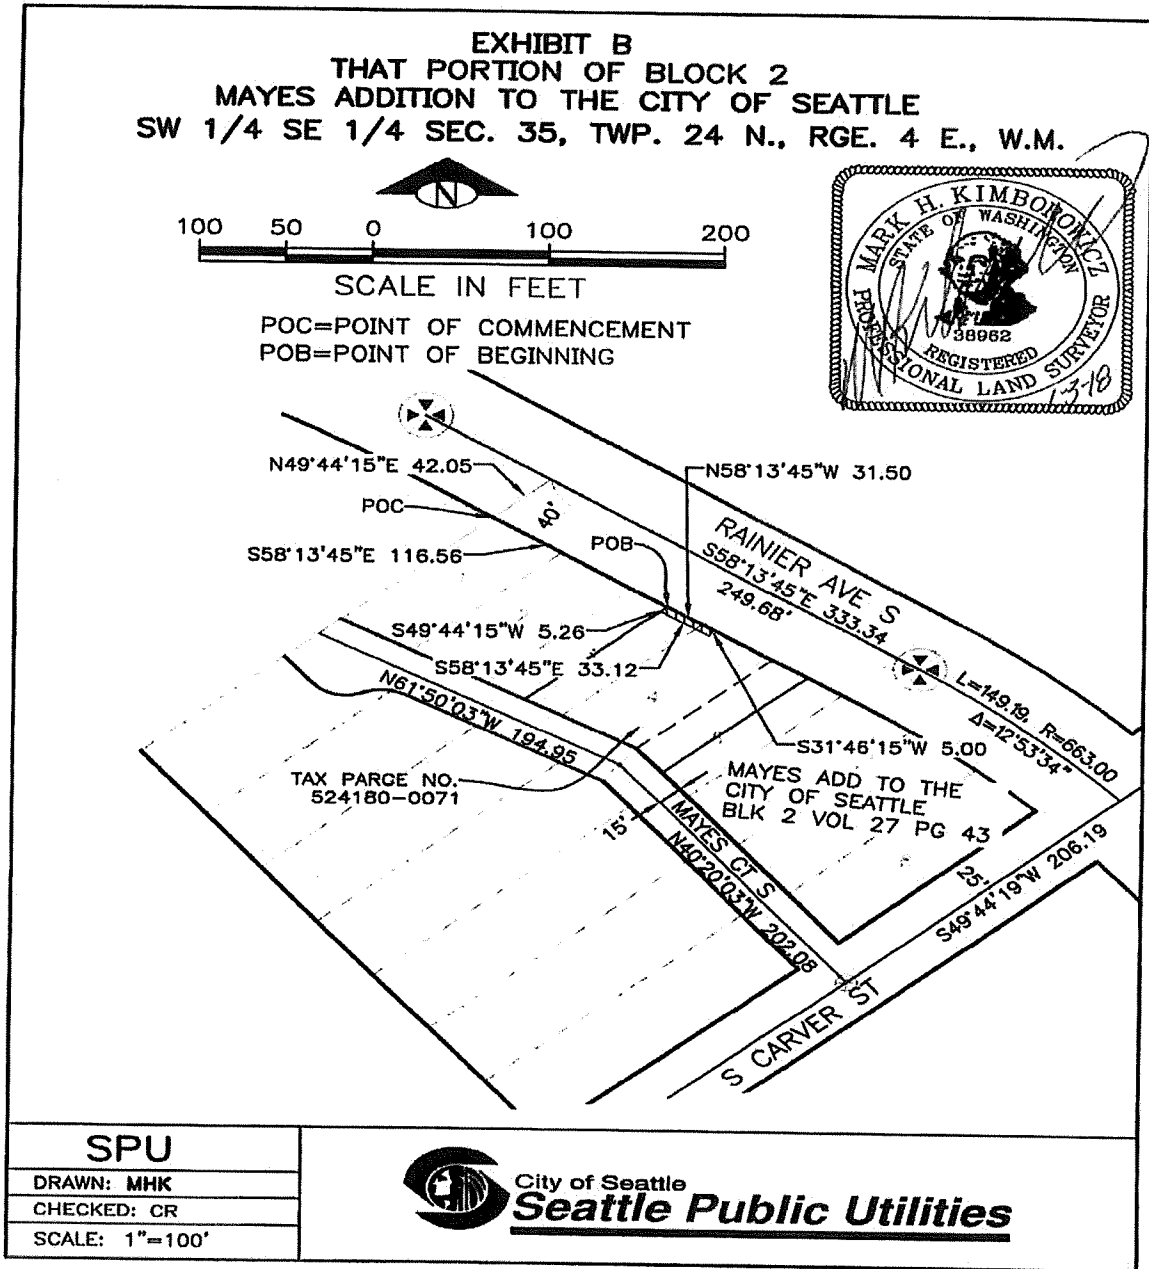 EXHIBIT B
THAT PORTION OF BLOCK 2
MAYES ADDITION TO THE CITY OF SEATTLE
SW 1/4 SE 1/4 SEC. 35, TWP. 24 N., RGE. 4 E., W.M.
N
100 50 0 100 200
SCALE IN FEET
POC=POINT OF COMMENCEMENT
POB=POINT OF BEGINNING
MARK H. KIMBOROWICZ
STATE OF WASHINGTON
38962
REGISTERED
PROFESSIONAL LAND SURVEYOR
1-3-18
N49°44'15"E 42.05
N58°13'45"W 31.50
POC
40'
S58°13'45"E 116.56
POB
RAINIER AVE S
S58°13'45"E 333.34
249.68'
S49°44'15"W 5.26
S58°13'45"E 33.12
L=149.19, R=663.00
Δ=12°53'34"
N61°50'03"W 194.95
S31°46'15"W 5.00
TAX PARCE NO.
524180-0071
MAYES ADD TO THE
CITY OF SEATTLE
BLK 2 VOL 27 PG 43
15'
MAYES CT S
N40°20'03"W 202.08
25'
S49°44'19"W 206.19
S CARVER ST
SPU
DRAWN: MHK
CHECKED: CR
SCALE: 1"=100'
City of Seattle
Seattle Public Utilities